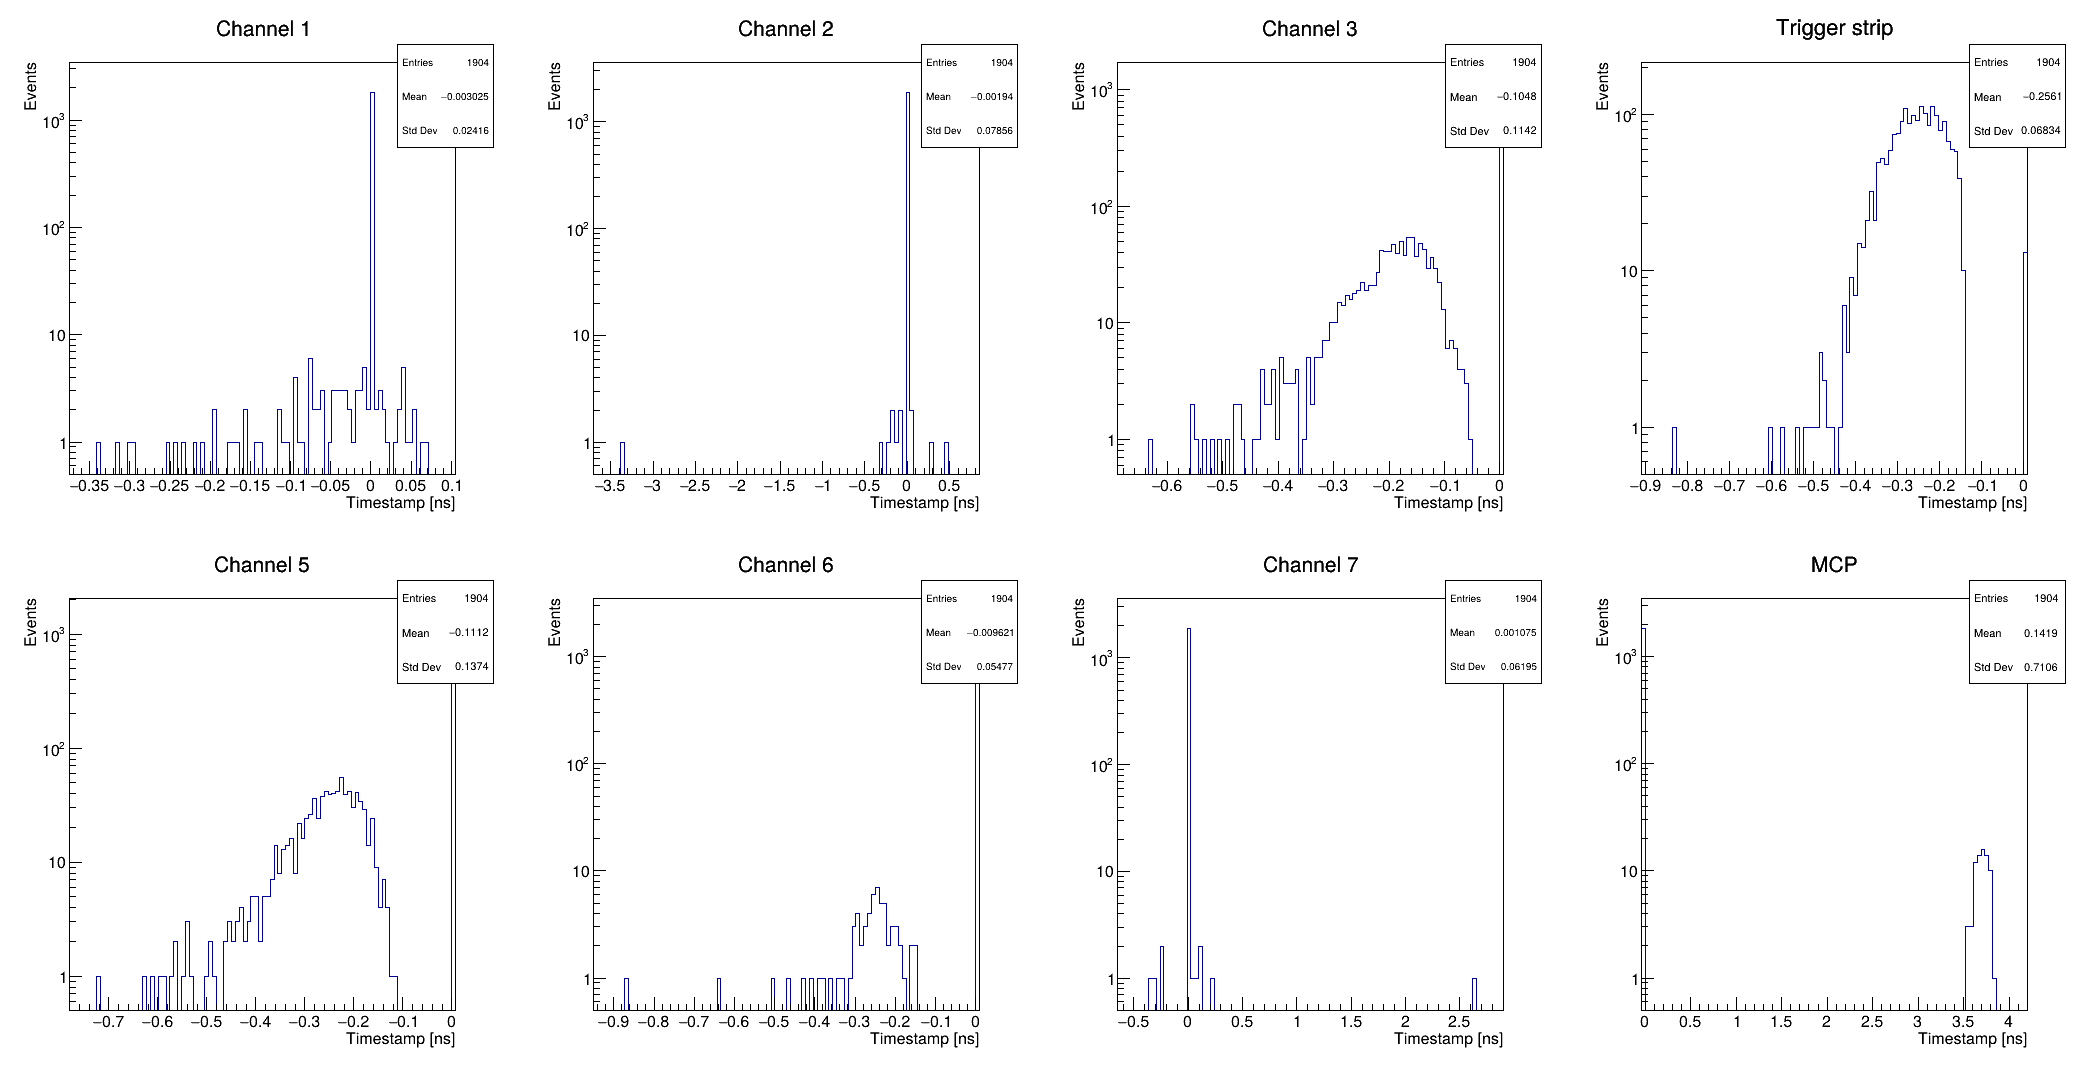 Channel 1
Events
Entries 1904
Mean −0.003025
Std Dev 0.02416
10³
10²
10
1
−0.35 −0.3 −0.25 −0.2 −0.15 −0.1 −0.05 0 0.05 0.1
Timestamp [ns]
Channel 2
Events
Entries 1904
Mean −0.00194
Std Dev 0.07856
10³
10²
10
1
−3.5 −3 −2.5 −2 −1.5 −1 −0.5 0 0.5
Timestamp [ns]
Channel 3
Events
Entries 1904
Mean −0.1048
Std Dev 0.1142
10³
10²
10
1
−0.6 −0.5 −0.4 −0.3 −0.2 −0.1 0
Timestamp [ns]
Trigger strip
Events
Entries 1904
Mean −0.2561
Std Dev 0.06834
10²
10
1
−0.9 −0.8 −0.7 −0.6 −0.5 −0.4 −0.3 −0.2 −0.1 0
Timestamp [ns]
Channel 5
Events
Entries 1904
Mean −0.1112
Std Dev 0.1374
10³
10²
10
1
−0.7 −0.6 −0.5 −0.4 −0.3 −0.2 −0.1 0
Timestamp [ns]
Channel 6
Events
Entries 1904
Mean −0.009621
Std Dev 0.05477
10³
10²
10
1
−0.9 −0.8 −0.7 −0.6 −0.5 −0.4 −0.3 −0.2 −0.1 0
Timestamp [ns]
Channel 7
Events
Entries 1904
Mean 0.001075
Std Dev 0.06195
10³
10²
10
1
−0.5 0 0.5 1 1.5 2 2.5
Timestamp [ns]
MCP
Events
Entries 1904
Mean 0.1419
Std Dev 0.7106
10³
10²
10
1
0 0.5 1 1.5 2 2.5 3 3.5 4
Timestamp [ns]